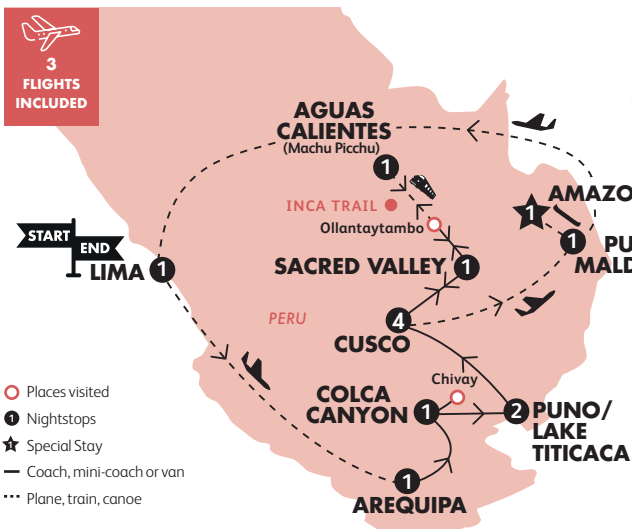 3
FLIGHTS
INCLUDED
AGUAS
CALIENTES
(Machu Picchu)
1
INCA TRAIL
Ollantaytambo
AMAZO
1
1
PU
MALD
START
END
LIMA
1
SACRED VALLEY
1
PERU
4
CUSCO
Chivay
COLCA
CANYON
1
2
PUNO/
LAKE
TITICACA
1
AREQUIPA
Places visited
1 Nightstops
1 Special Stay
Coach, mini-coach or van
Plane, train, canoe